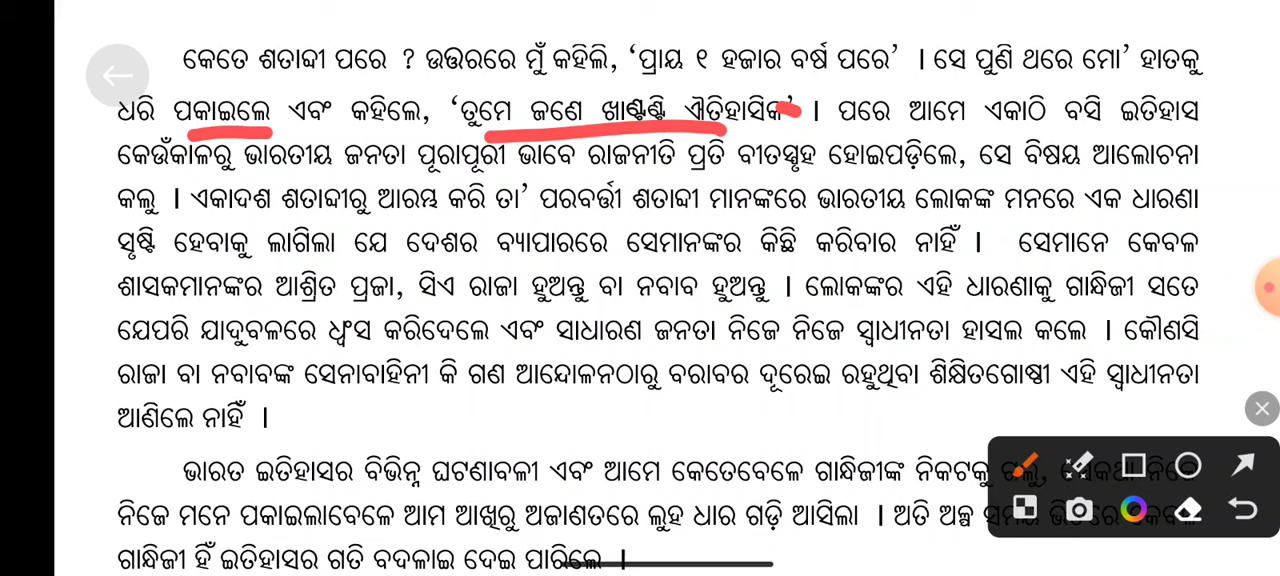 କେତେ ଶତାବ୍ଦୀ ପରେ ? ଉତ୍ତରରେ ମୁଁ କହିଲି, ‘ପ୍ରାୟ ୧ ହଜାର ବର୍ଷ ପରେ’ । ସେ ପୁଣି ଥରେ ମୋ’ ହାତକୁ
ଧରି ପକାଇଲେ ଏବଂ କହିଲେ, ‘ତୁମେ ଜଣେ ଖାଣ୍ଟି ଐତିହାସିକ’ । ପରେ ଆମେ ଏକାଠି ବସି ଇତିହାସ
କେଉଁକାଳରୁ ଭାରତୀୟ ଜନତା ପୂରାପୂରୀ ଭାବେ ରାଜନୀତି ପ୍ରତି ବୀତସ୍ପୃହ ହୋଇପଡ଼ିଲେ, ସେ ବିଷୟ ଆଲୋଚନା
କଲୁ । ଏକାଦଶ ଶତାବ୍ଦୀରୁ ଆରମ୍ଭ କରି ତା’ ପରବର୍ତ୍ତୀ ଶତାବ୍ଦୀ ମାନଙ୍କରେ ଭାରତୀୟ ଲୋକଙ୍କ ମନରେ ଏକ ଧାରଣା
ସୃଷ୍ଟି ହେବାକୁ ଲାଗିଲା ଯେ ଦେଶର ବ୍ୟାପାରରେ ସେମାନଙ୍କର କିଛି କରିବାର ନାହିଁ । ସେମାନେ କେବଳ
ଶାସକମାନଙ୍କର ଆଶ୍ରିତ ପ୍ରଜା, ସିଏ ରାଜା ହୁଅନ୍ତୁ ବା ନବାବ ହୁଅନ୍ତୁ । ଲୋକଙ୍କର ଏହି ଧାରଣାକୁ ଗାନ୍ଧିଜୀ ସତେ
ଯେପରି ଯାଦୁବଳରେ ଧ୍ୱଂସ କରିଦେଲେ ଏବଂ ସାଧାରଣ ଜନତା ନିଜେ ନିଜେ ସ୍ୱାଧୀନତା ହାସଲ କଲେ । କୌଣସି
ରାଜା ବା ନବାବଙ୍କ ସେନାବାହିନୀ କି ଗଣ ଆନ୍ଦୋଳନଠାରୁ ବରାବର ଦୂରେଇ ରହୁଥିବା ଶିକ୍ଷିତଗୋଷ୍ଠୀ ଏହି ସ୍ୱାଧୀନତା
ଆଣିଲେ ନାହିଁ ।
ଭାରତ ଇତିହାସର ବିଭିନ୍ନ ଘଟଣାବଳୀ ଏବଂ ଆମେ କେତେବେଳେ ଗାନ୍ଧିଜୀଙ୍କ ନିକଟକୁ
ନିଜେ ମନେ ପକାଇଲାବେଳେ ଆମ ଆଖିରୁ ଅଜାଣତରେ ଲୁହ ଧାର ଗଡ଼ି ଆସିଲା । ଅତି ଅଳ୍ପ
ଗାନ୍ଧିଜୀ ହିଁ ଇତିହାସର ଗତି ବଦଳାଇ ଦେଇ ପାରିଲେ ।